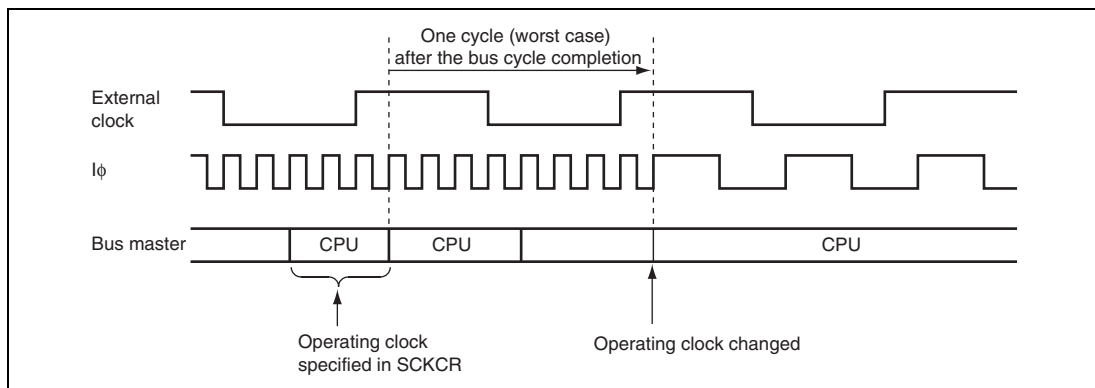 One cycle (worst case)
after the bus cycle completion
External
clock
Iϕ
Bus master
CPU
CPU
CPU
Operating clock
specified in SCKCR
Operating clock changed